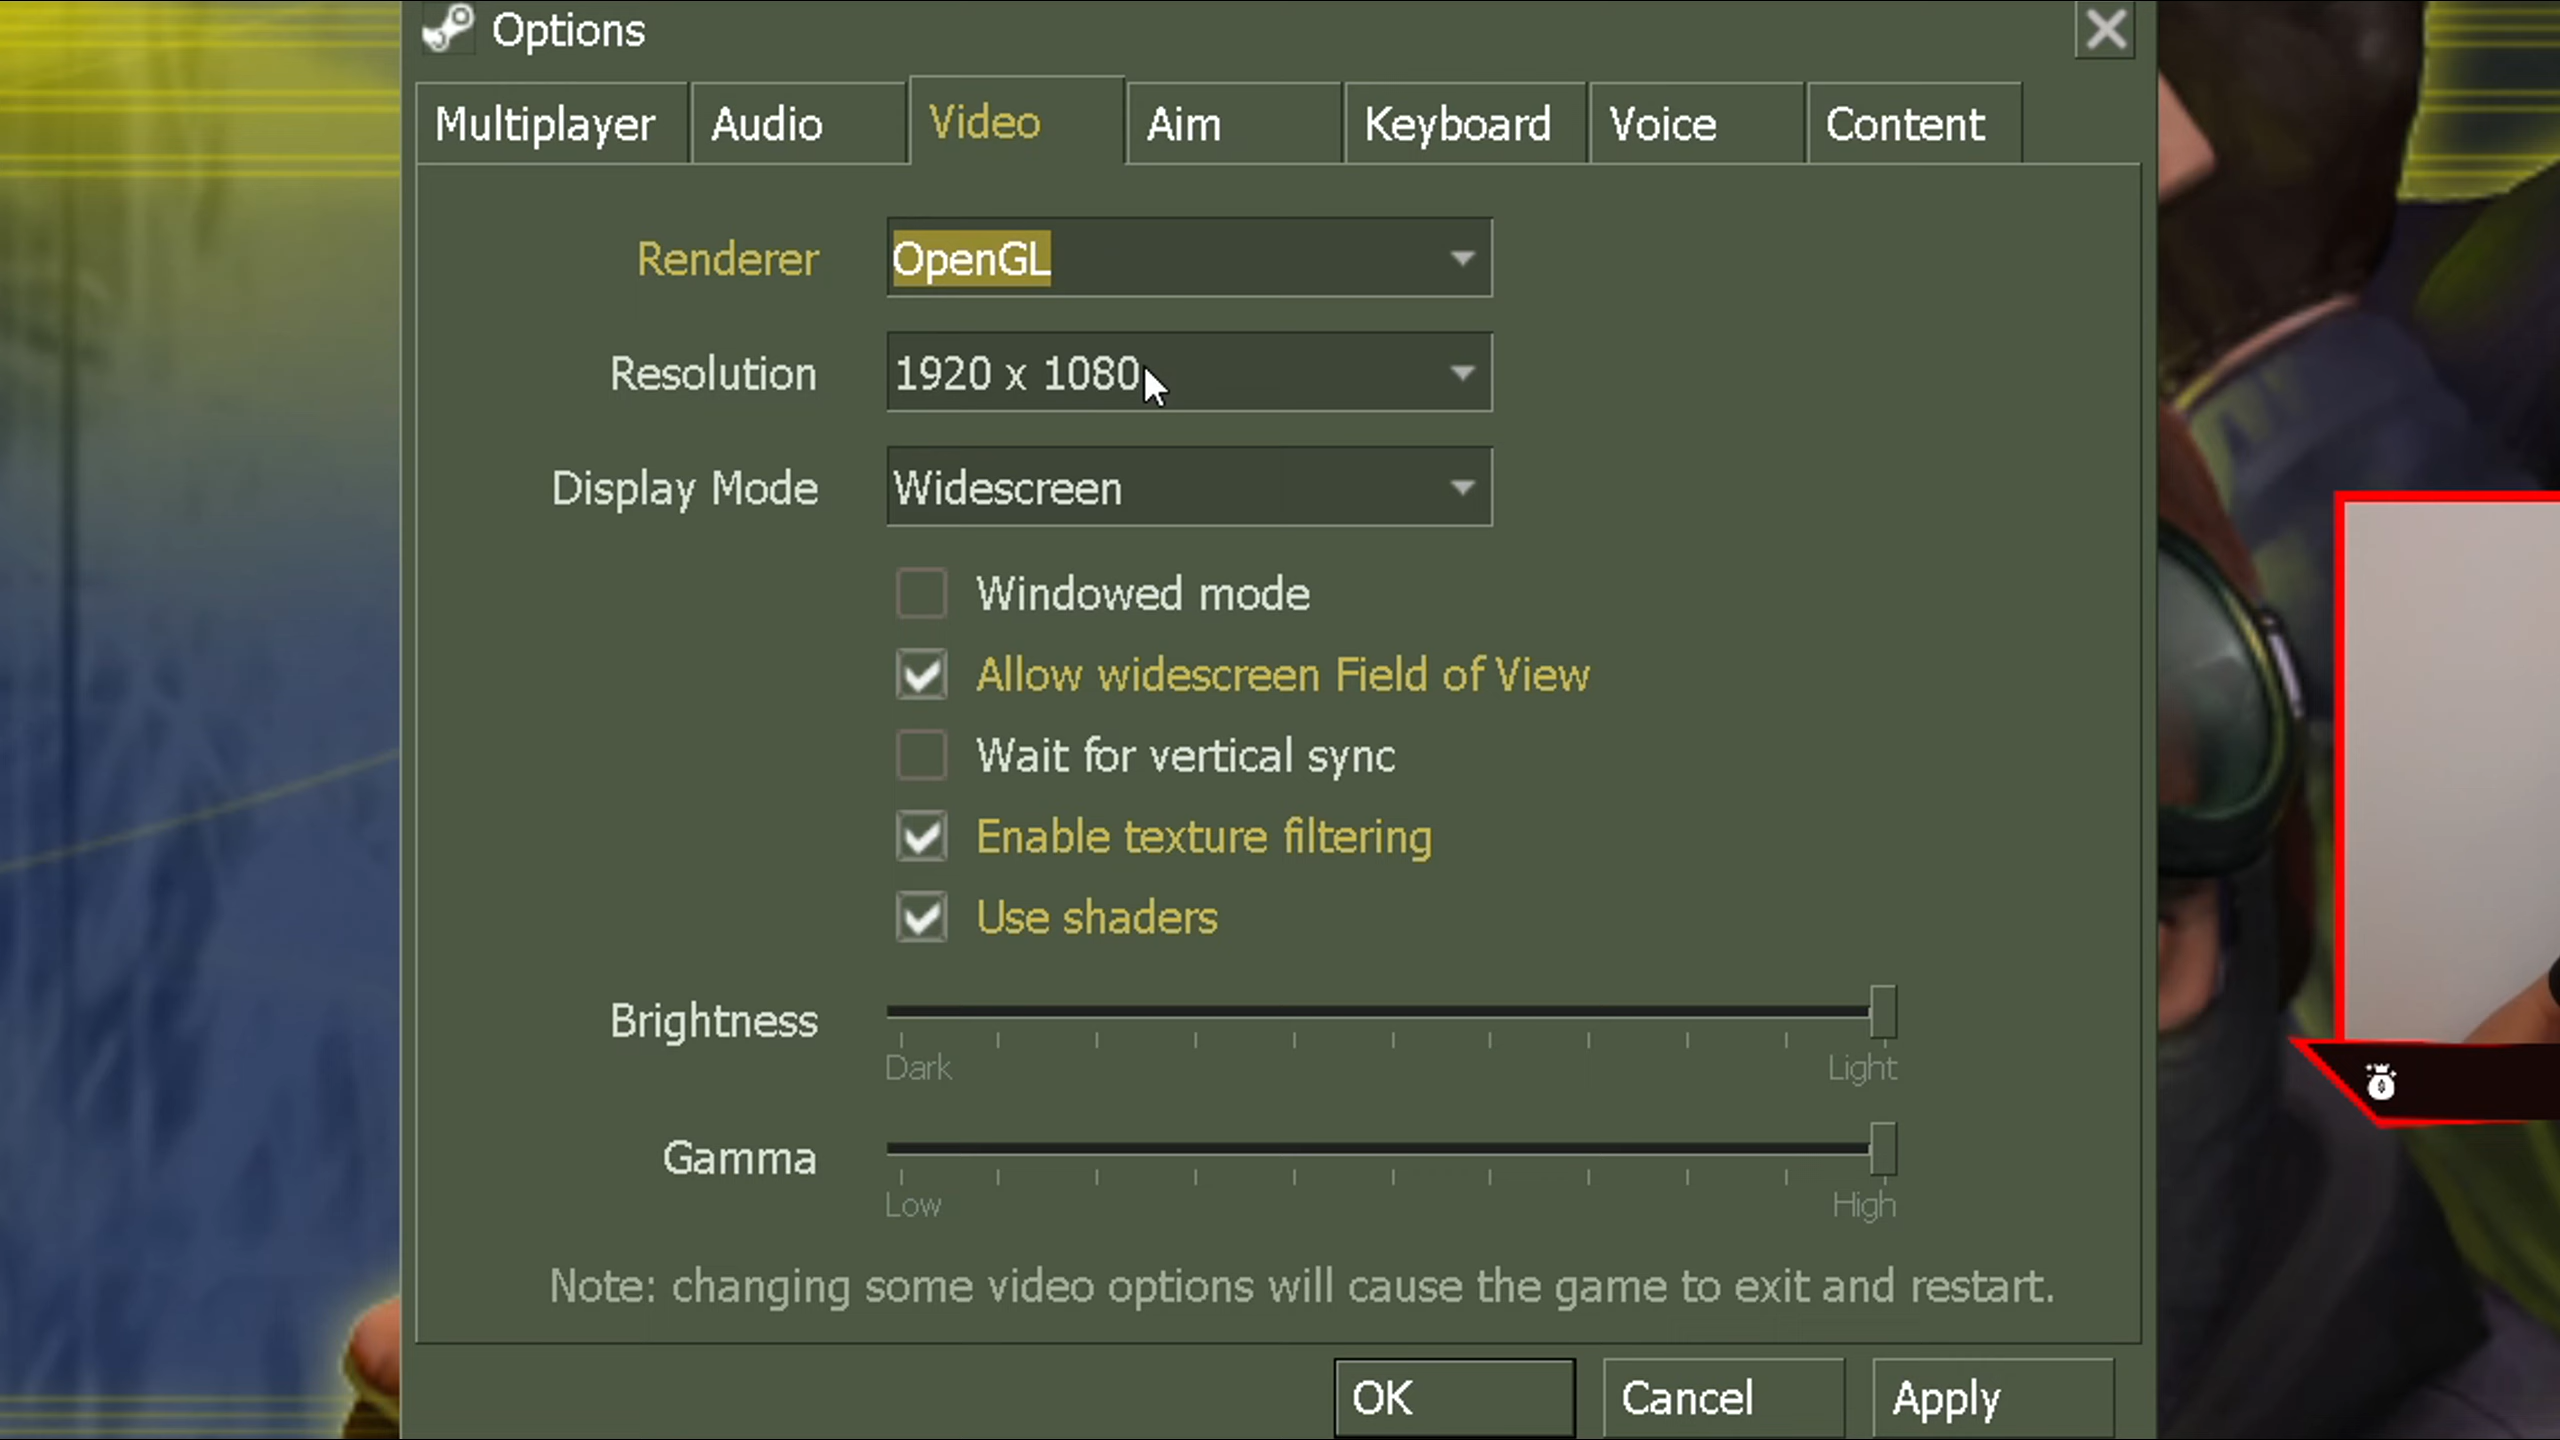 Options
Multiplayer Audio Video Aim Keyboard Voice Content
Renderer OpenGL
Resolution 1920 x 1080
Display Mode Widescreen
Windowed mode
Allow widescreen Field of View
Wait for vertical sync
Enable texture filtering
Use shaders
Brightness
Dark Light
Gamma
Low High
Note: changing some video options will cause the game to exit and restart.
OK Cancel Apply